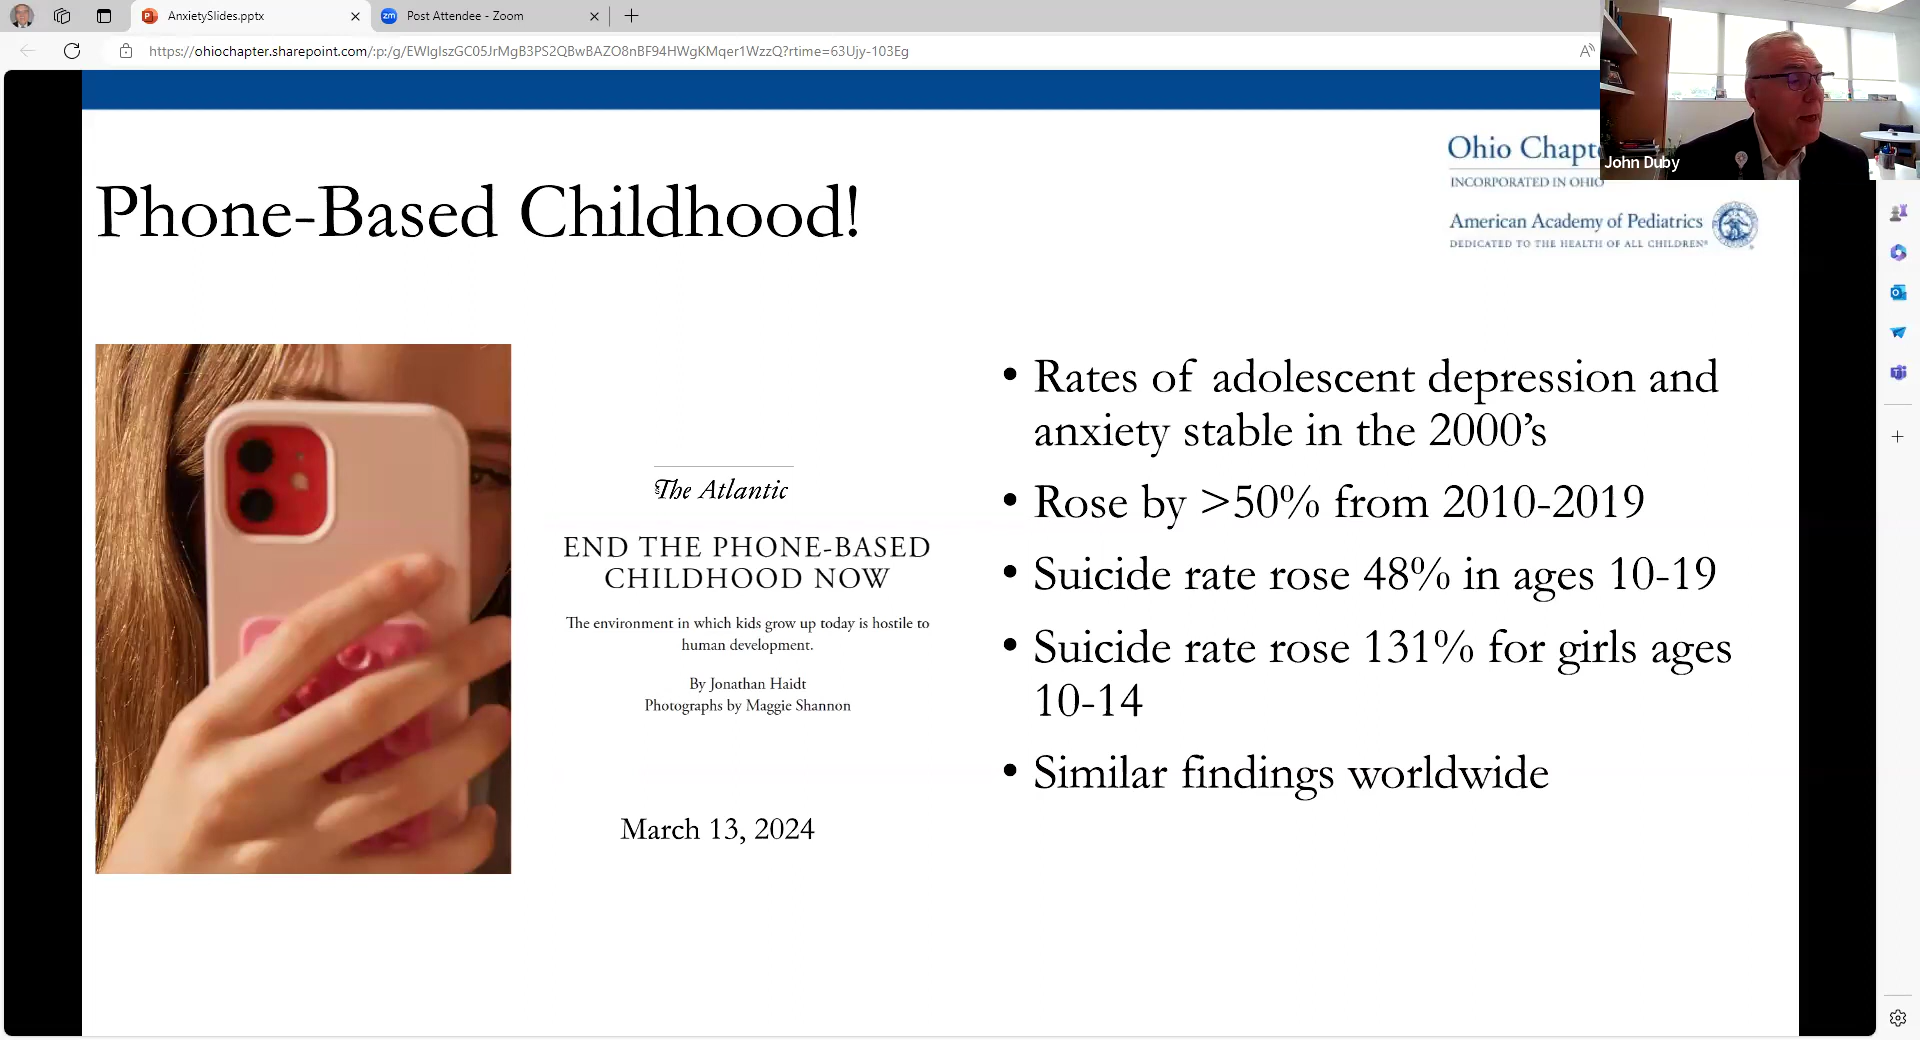 AnxietySlides.pptx
zm
Post Attendee - Zoom
https://ohiochapter.sharepoint.com/:p:/g/EWIglszGC05JrMgB3PS2QBwBAZO8nBF94HWgKMqer1WzzQ?rtime=63Ujy-103Eg
John Duby
Phone-Based Childhood!
Ohio Chapt
INCORPORATED IN OHIO
American Academy of Pediatrics
DEDICATED TO THE HEALTH OF ALL CHILDREN®
The Atlantic
END THE PHONE-BASED
CHILDHOOD NOW
The environment in which kids grow up today is hostile to
human development.
By Jonathan Haidt
Photographs by Maggie Shannon
March 13, 2024
• Rates of adolescent depression and
anxiety stable in the 2000’s
• Rose by >50% from 2010-2019
• Suicide rate rose 48% in ages 10-19
• Suicide rate rose 131% for girls ages
10-14
• Similar findings worldwide